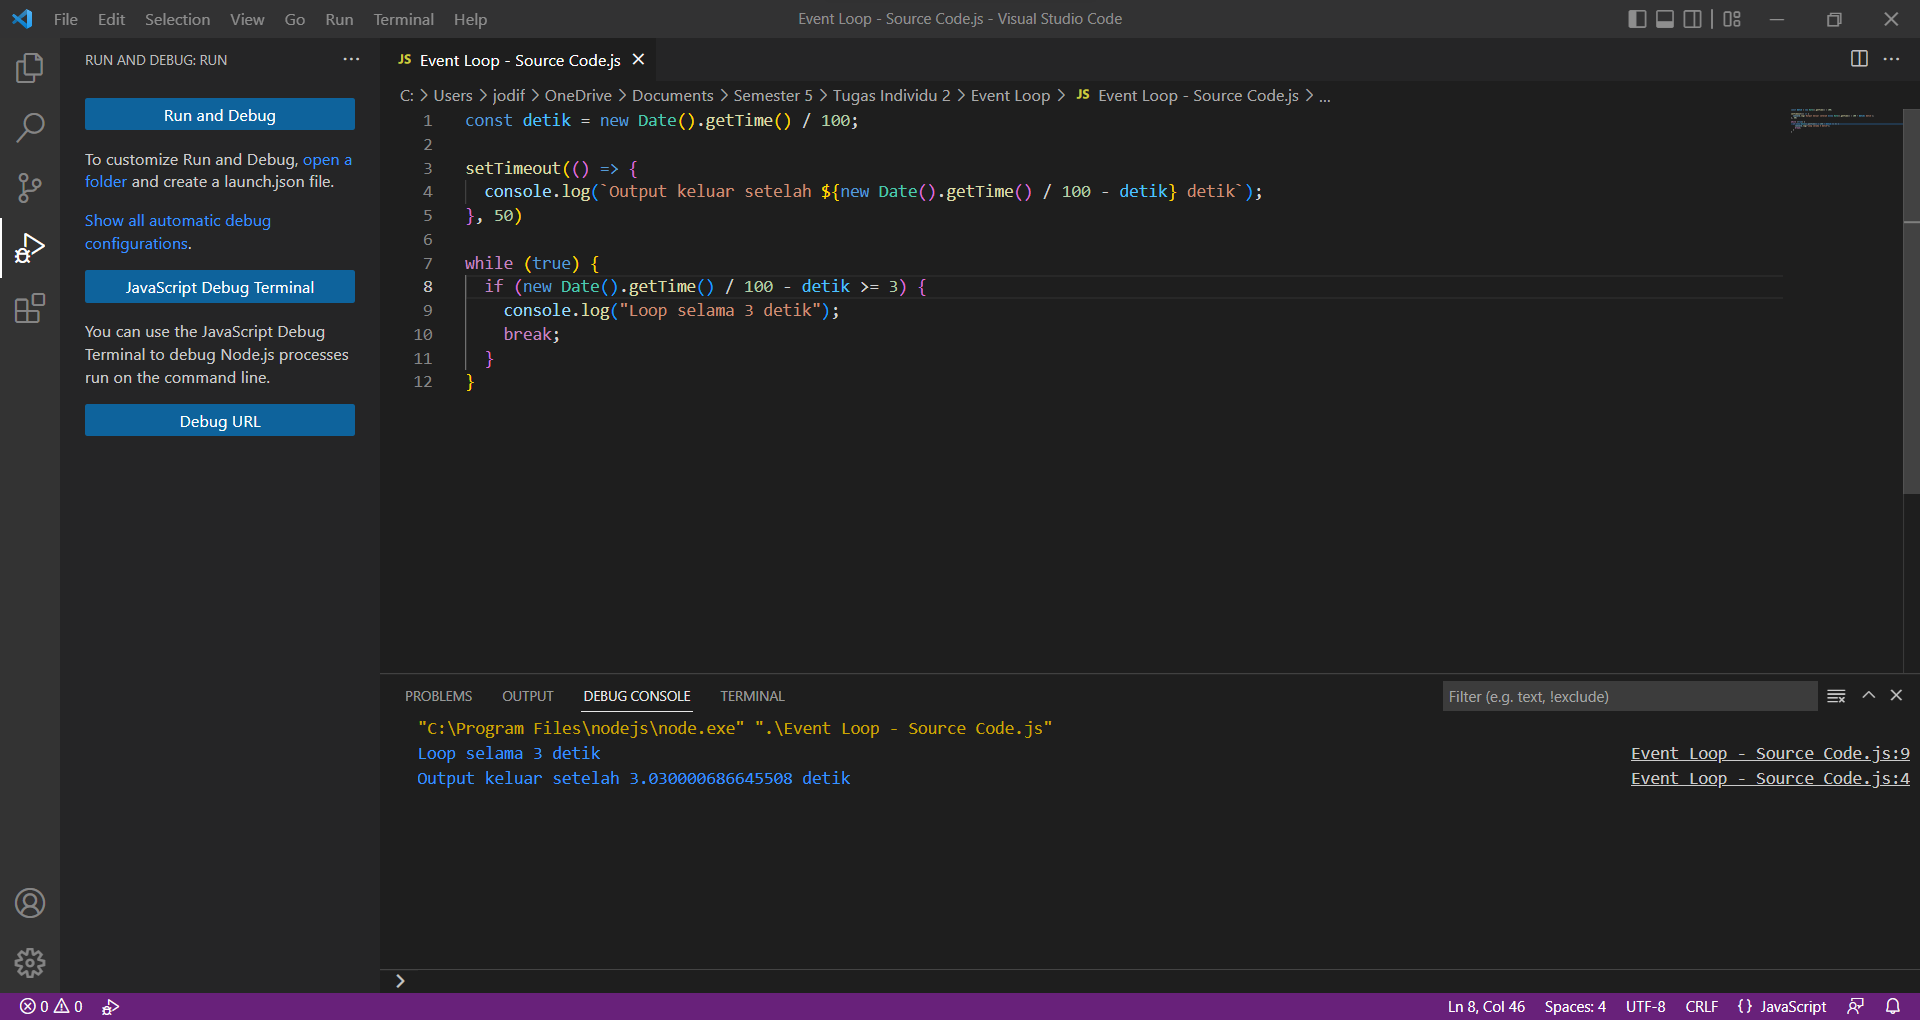 File Edit Selection View Go Run Terminal Help
Event Loop - Source Code.js - Visual Studio Code
RUN AND DEBUG: RUN
Run and Debug
To customize Run and Debug, open a
folder and create a launch.json file.
Show all automatic debug
configurations.
JavaScript Debug Terminal
You can use the JavaScript Debug
Terminal to debug Node.js processes
run on the command line.
Debug URL
JS Event Loop - Source Code.js
C: > Users > jodif > OneDrive > Documents > Semester 5 > Tugas Individu 2 > Event Loop > JS Event Loop - Source Code.js > ...
1 const detik = new Date().getTime() / 100;
2
3 setTimeout(() => {
4   console.log(`Output keluar setelah ${new Date().getTime() / 100 - detik} detik`);
5 }, 50)
6
7 while (true) {
8   if (new Date().getTime() / 100 - detik >= 3) {
9     console.log("Loop selama 3 detik");
10     break;
11   }
12 }
PROBLEMS OUTPUT DEBUG CONSOLE TERMINAL
Filter (e.g. text, !exclude)
"C:\Program Files\nodejs\node.exe" ".\Event Loop - Source Code.js"
Loop selama 3 detik Event Loop - Source Code.js:9
Output keluar setelah 3.030000686645508 detik Event Loop - Source Code.js:4
0 0 Ln 8, Col 46 Spaces: 4 UTF-8 CRLF {} JavaScript